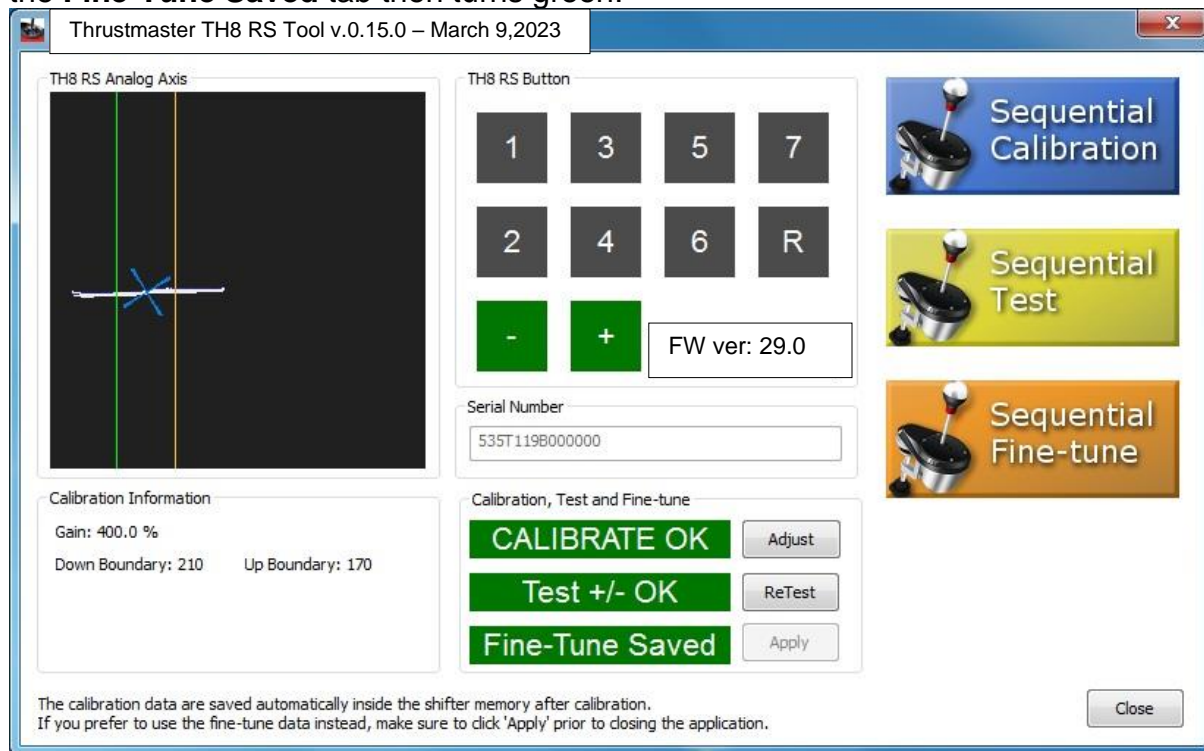 the Fine-Tune Saved tab then turns green.
Thrustmaster TH8 RS Tool v.0.15.0 – March 9,2023
x
TH8 RS Analog Axis
TH8 RS Button
1
3
5
7
2
4
6
R
-
+
FW ver: 29.0
Serial Number
535T119B000000
Calibration Information
Gain: 400.0 %
Down Boundary: 210 Up Boundary: 170
Calibration, Test and Fine-tune
CALIBRATE OK
Adjust
Test +/- OK
ReTest
Fine-Tune Saved
Apply
Sequential
Calibration
Sequential
Test
Sequential
Fine-tune
The calibration data are saved automatically inside the shifter memory after calibration.
If you prefer to use the fine-tune data instead, make sure to click 'Apply' prior to closing the application.
Close